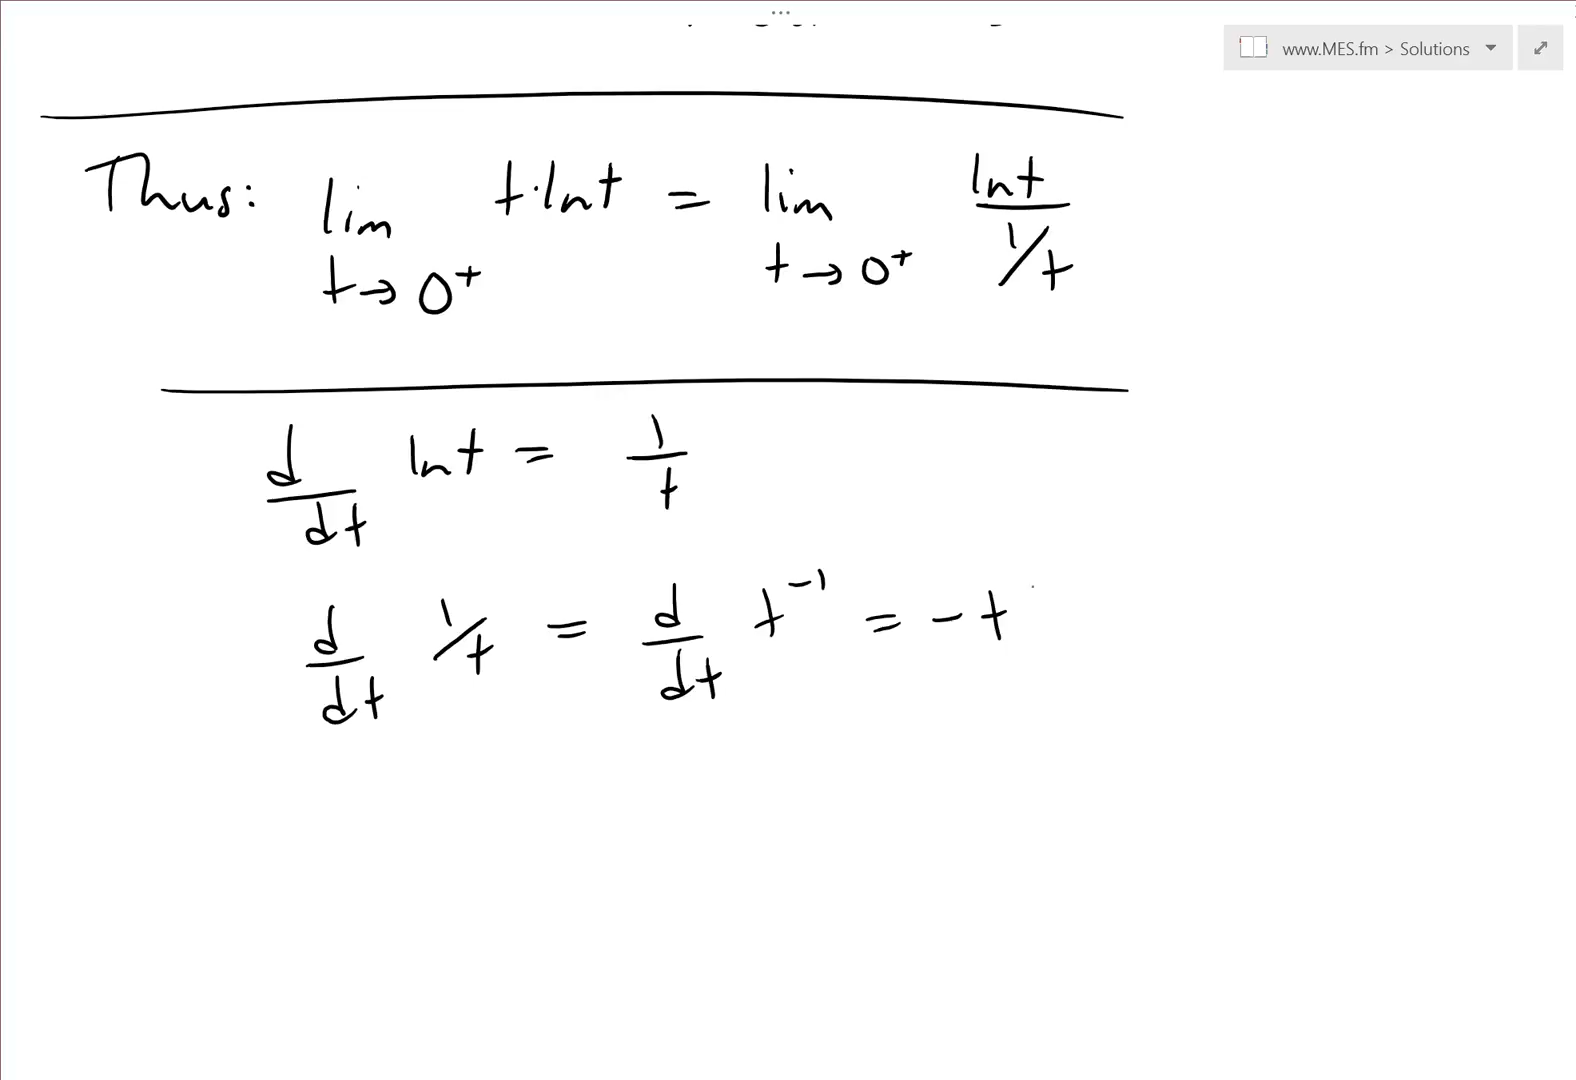 www.MES.fm > Solutions
Thus: lim t→0⁺ t·ln t = lim t→0⁺ ln t / (1/t)
d/dt ln t = 1/t
d/dt 1/t = d/dt t⁻¹ = -t